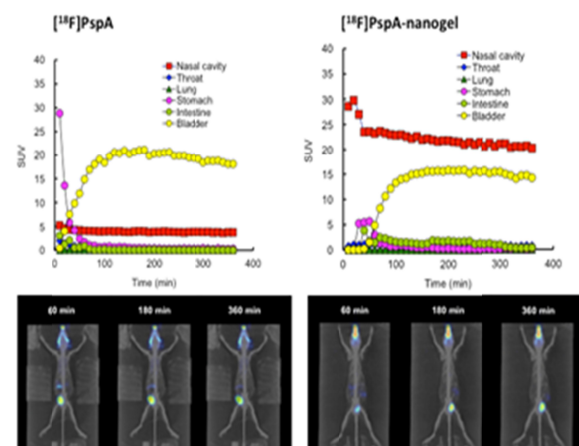 [¹⁸F]PspA
[¹⁸F]PspA-nanogel
40
35
30
25
20
15
10
5
0
SUV
Nasal cavity
Throat
Lung
Stomach
Intestine
Bladder
0
100
200
300
400
Time (min)
40
35
30
25
20
15
10
5
0
SUV
Nasal cavity
Throat
Lung
Stomach
Intestine
Bladder
0
100
200
300
400
Time (min)
60 min
180 min
360 min
60 min
180 min
360 min